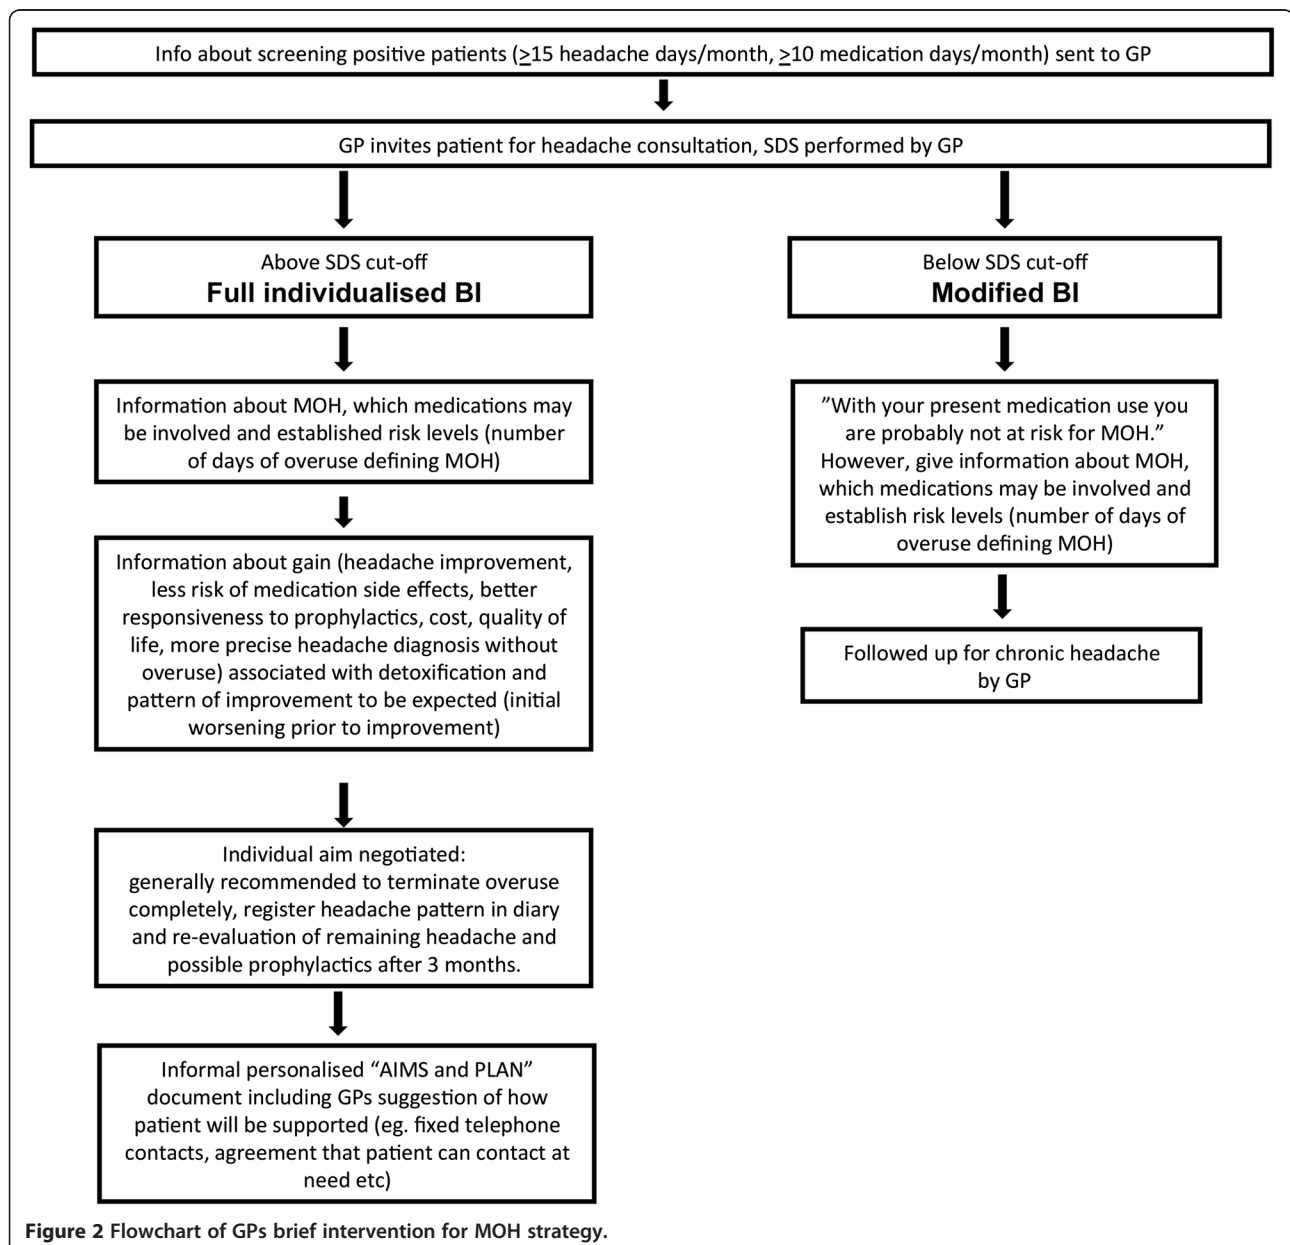 Info about screening positive patients (≥15 headache days/month, ≥10 medication days/month) sent to GP
GP invites patient for headache consultation, SDS performed by GP
Above SDS cut-off
Full individualised BI
Information about MOH, which medications may
be involved and established risk levels (number
of days of overuse defining MOH)
Information about gain (headache improvement,
less risk of medication side effects, better
responsiveness to prophylactics, cost, quality of
life, more precise headache diagnosis without
overuse) associated with detoxification and
pattern of improvement to be expected (initial
worsening prior to improvement)
Individual aim negotiated:
generally recommended to terminate overuse
completely, register headache pattern in diary
and re-evaluation of remaining headache and
possible prophylactics after 3 months.
Informal personalised “AIMS and PLAN”
document including GPs suggestion of how
patient will be supported (eg. fixed telephone
contacts, agreement that patient can contact at
need etc)
Below SDS cut-off
Modified BI
”With your present medication use you
are probably not at risk for MOH.”
However, give information about MOH,
which medications may be involved and
establish risk levels (number of days of
overuse defining MOH)
Followed up for chronic headache
by GP
Figure 2 Flowchart of GPs brief intervention for MOH strategy.